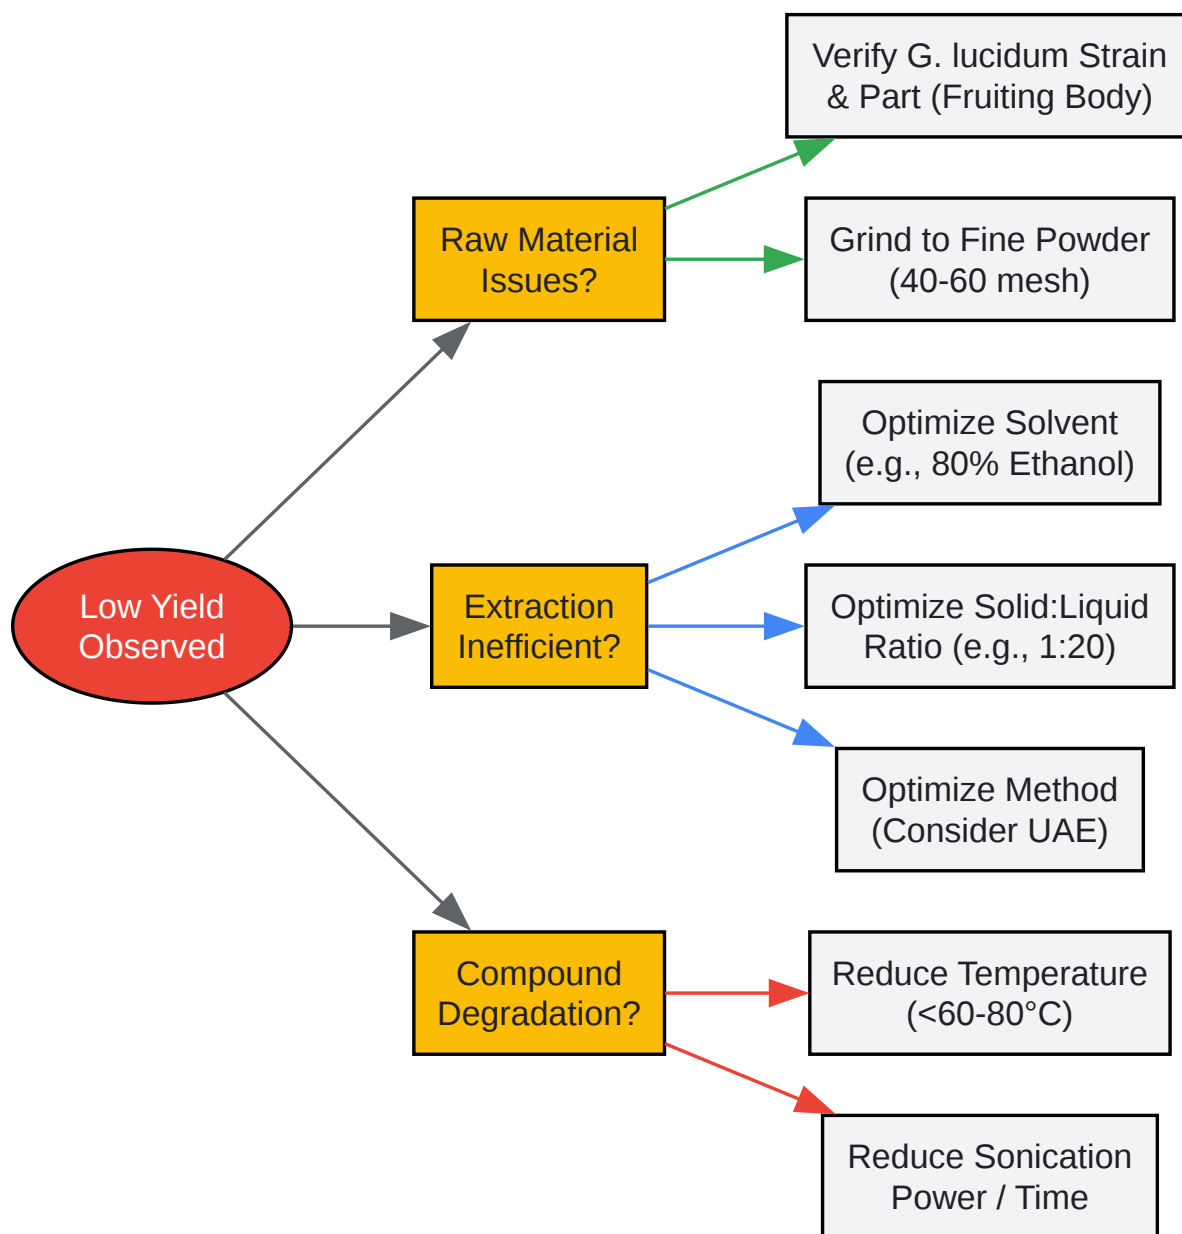 Verify G. lucidum Strain
& Part (Fruiting Body)
Raw Material
Issues?
Grind to Fine Powder
(40-60 mesh)
Optimize Solvent
(e.g., 80% Ethanol)
Low Yield
Observed
Extraction
Inefficient?
Optimize Solid:Liquid
Ratio (e.g., 1:20)
Optimize Method
(Consider UAE)
Compound
Degradation?
Reduce Temperature
(<60-80°C)
Reduce Sonication
Power / Time